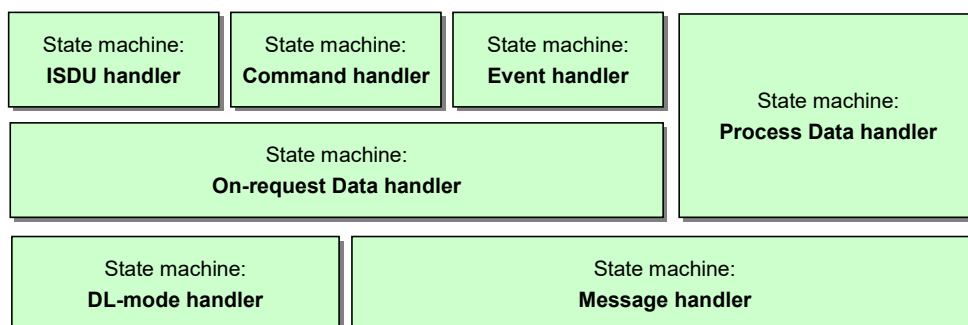 State machine:
ISDU handler
State machine:
Command handler
State machine:
Event handler
State machine:
Process Data handler
State machine:
On-request Data handler
State machine:
DL-mode handler
State machine:
Message handler